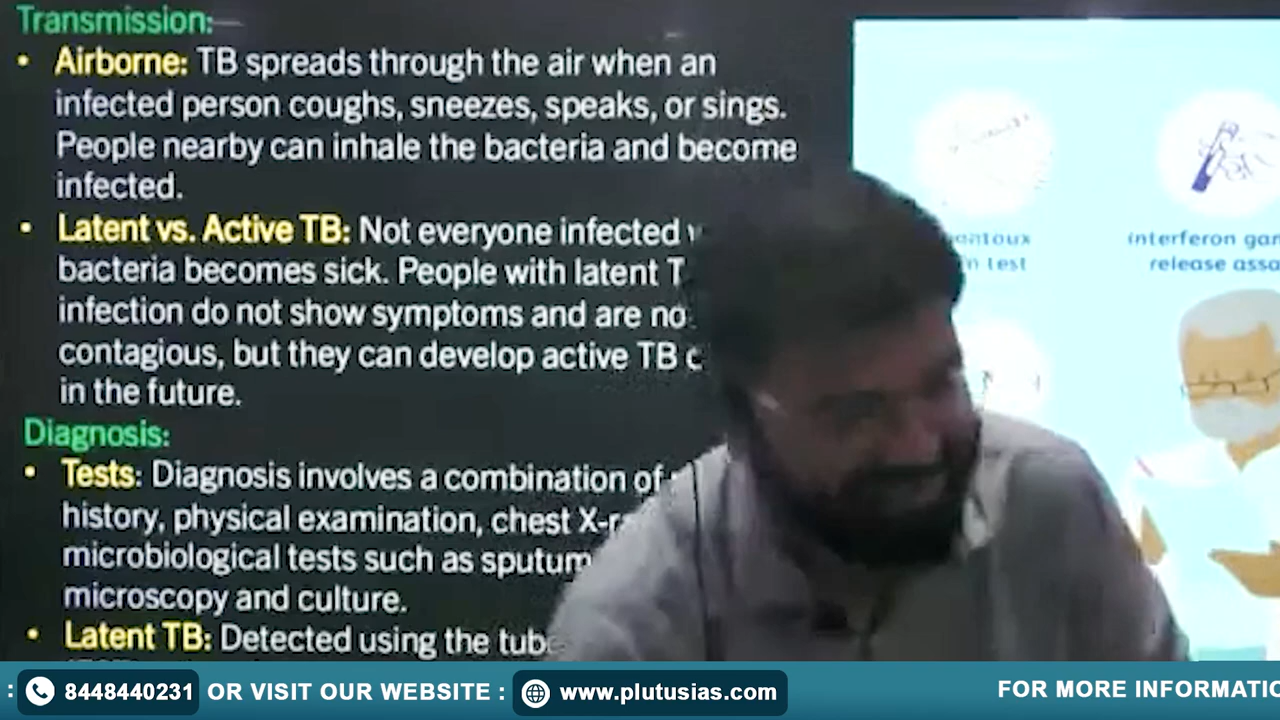 Transmission:
• Airborne: TB spreads through the air when an
infected person coughs, sneezes, speaks, or sings.
People nearby can inhale the bacteria and become
infected.
• Latent vs. Active TB: Not everyone infected
bacteria becomes sick. People with latent
infection do not show symptoms and are
contagious, but they can develop active TB
in the future.
Diagnosis:
• Tests: Diagnosis involves a combination of
history, physical examination, chest
microbiological tests such as sputum
microscopy and culture.
• Latent TB: Detected using the
interferon
release
test
: 8448440231 OR VISIT OUR WEBSITE : www.plutusias.com
FOR MORE